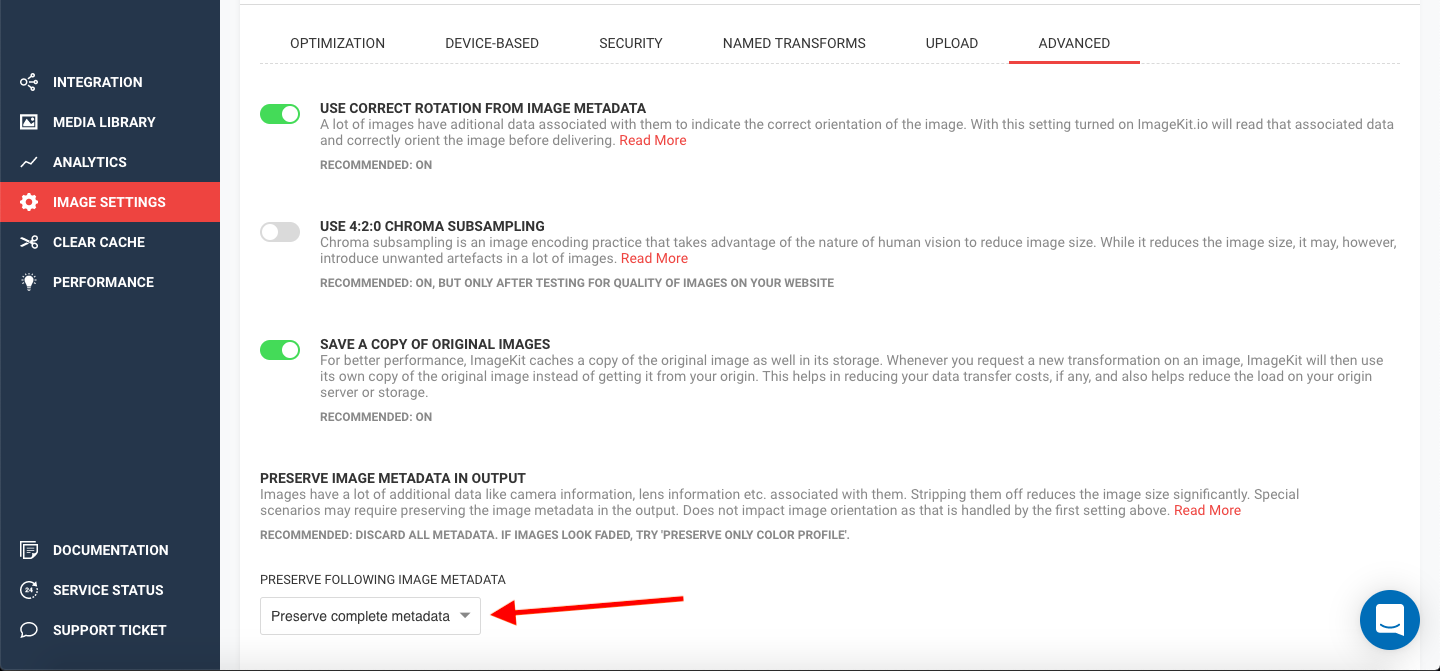 OPTIMIZATION DEVICE-BASED SECURITY NAMED TRANSFORMS UPLOAD ADVANCED
INTEGRATION
MEDIA LIBRARY
ANALYTICS
IMAGE SETTINGS
CLEAR CACHE
PERFORMANCE
DOCUMENTATION
24
SERVICE STATUS
SUPPORT TICKET
USE CORRECT ROTATION FROM IMAGE METADATA
A lot of images have aditional data associated with them to indicate the correct orientation of the image. With this setting turned on ImageKit.io will read that associated data
and correctly orient the image before delivering. Read More
RECOMMENDED: ON
USE 4:2:0 CHROMA SUBSAMPLING
Chroma subsampling is an image encoding practice that takes advantage of the nature of human vision to reduce image size. While it reduces the image size, it may, however,
introduce unwanted artefacts in a lot of images. Read More
RECOMMENDED: ON, BUT ONLY AFTER TESTING FOR QUALITY OF IMAGES ON YOUR WEBSITE
SAVE A COPY OF ORIGINAL IMAGES
For better performance, ImageKit caches a copy of the original image as well in its storage. Whenever you request a new transformation on an image, ImageKit will then use
its own copy of the original image instead of getting it from your origin. This helps in reducing your data transfer costs, if any, and also helps reduce the load on your origin
server or storage.
RECOMMENDED: ON
PRESERVE IMAGE METADATA IN OUTPUT
Images have a lot of additional data like camera information, lens information etc. associated with them. Stripping them off reduces the image size significantly. Special
scenarios may require preserving the image metadata in the output. Does not impact image orientation as that is handled by the first setting above. Read More
RECOMMENDED: DISCARD ALL METADATA. IF IMAGES LOOK FADED, TRY 'PRESERVE ONLY COLOR PROFILE'.
PRESERVE FOLLOWING IMAGE METADATA
Preserve complete metadata